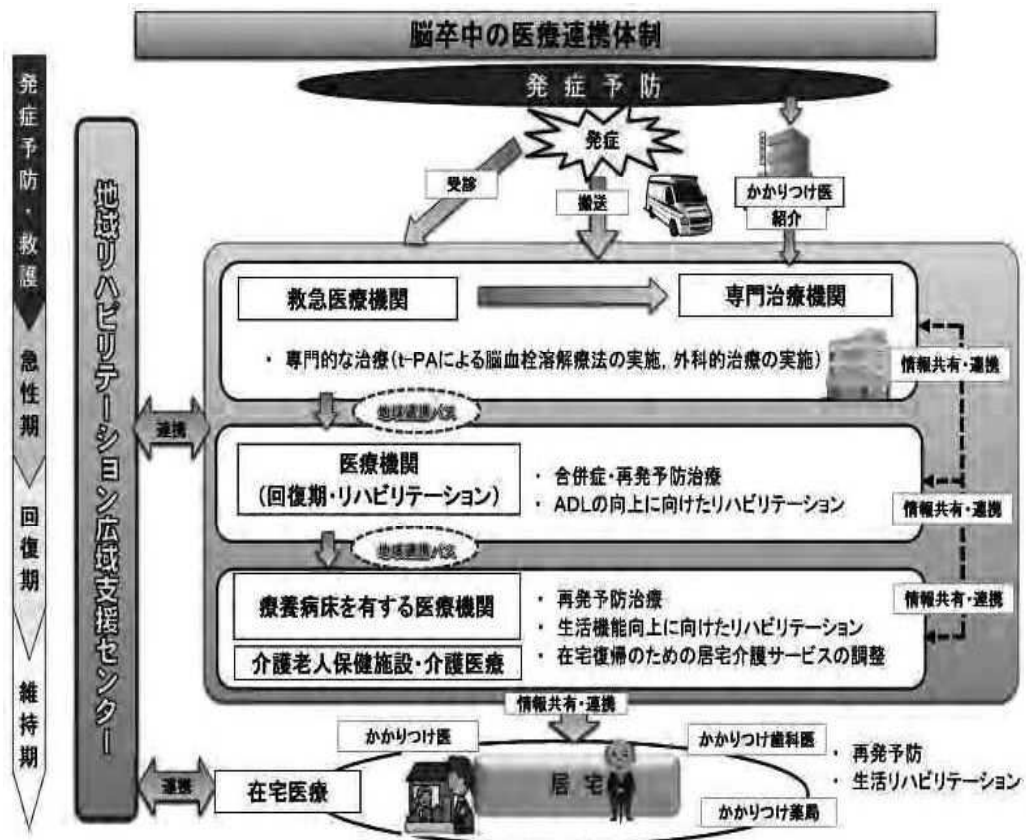 脳卒中の医療連携体制
発症予防
発症
受診
搬送
かかりつけ医
紹介
発症予防・救護
急性期
回復期
維持期
地域リハビリテーション広域支援センター
連携
救急医療機関
専門治療機関
・ 専門的な治療(t-PAによる脳血栓溶解療法の実施, 外科的治療の実施)
情報共有・連携
地域連携パス
医療機関
(回復期・リハビリテーション)
・ 合併症・再発予防治療
・ ADLの向上に向けたリハビリテーション
情報共有・連携
地域連携パス
療養病床を有する医療機関
介護老人保健施設・介護医療
・ 再発予防治療
・ 生活機能向上に向けたリハビリテーション
・ 在宅復帰のための居宅介護サービスの調整
情報共有・連携
情報共有・連携
かかりつけ医
かかりつけ歯科医
・ 再発予防
・ 生活リハビリテーション
連携
在宅医療
居宅
かかりつけ薬局